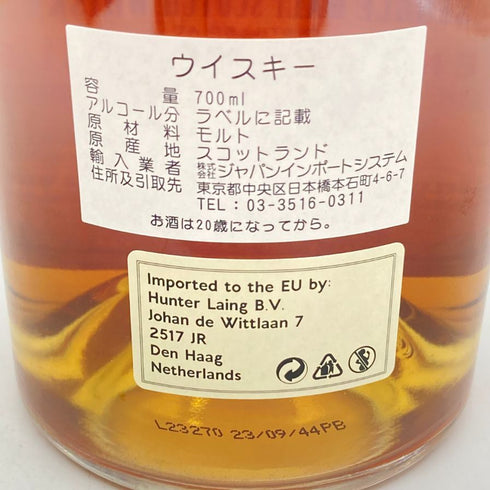 ウイスキー
容量 700ml
アルコール分 ラベルに記載
原材料 モルト
原産地 スコットランド
輸入業者 株式会社ジャパンインポートシステム
住所及引取先 東京都中央区日本橋本石町4-6-7
TEL:03-3516-0311
お酒は20歳になってから。
Imported to the EU by:
Hunter Laing B.V.
Johan de Wittlaan 7
2517 JR
Den Haag
Netherlands
L23270 23/09/44PB